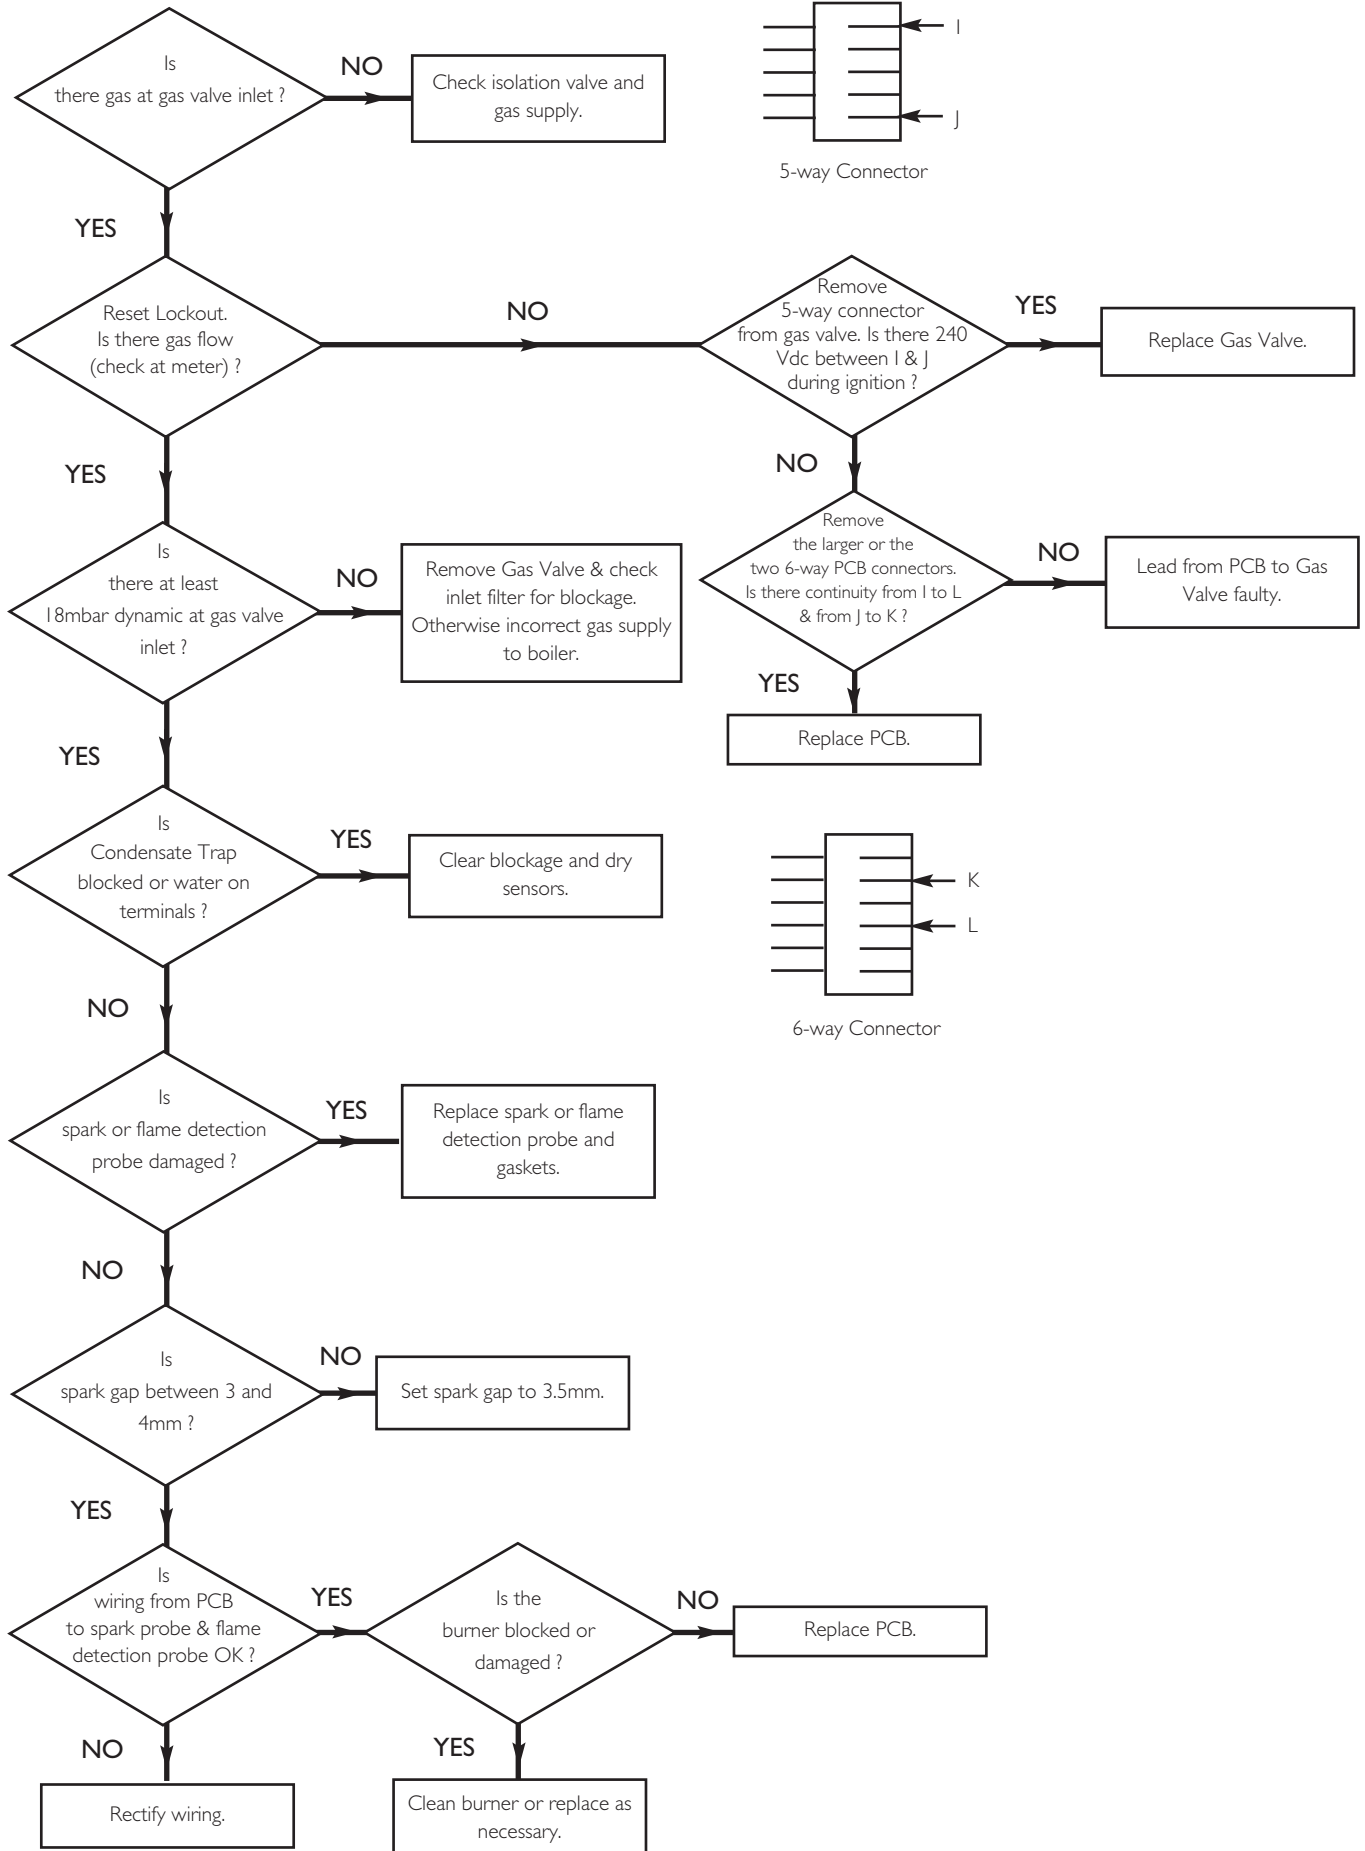 Is
there gas at gas valve inlet ?
NO
Check isolation valve and
gas supply.
I
J
5-way Connector
YES
Reset Lockout.
Is there gas flow
(check at meter) ?
NO
Remove
5-way connector
from gas valve. Is there 240
Vdc between I & J
during ignition ?
YES
Replace Gas Valve.
YES
NO
Is
there at least
18mbar dynamic at gas valve
inlet ?
NO
Remove Gas Valve & check
inlet filter for blockage.
Otherwise incorrect gas supply
to boiler.
Remove
the larger or the
two 6-way PCB connectors.
Is there continuity from I to L
& from J to K ?
NO
Lead from PCB to Gas
Valve faulty.
YES
Replace PCB.
YES
Is
Condensate Trap
blocked or water on
terminals ?
YES
Clear blockage and dry
sensors.
K
L
6-way Connector
NO
Is
spark or flame detection
probe damaged ?
YES
Replace spark or flame
detection probe and
gaskets.
NO
Is
spark gap between 3 and
4mm ?
NO
Set spark gap to 3.5mm.
YES
Is
wiring from PCB
to spark probe & flame
detection probe OK ?
YES
Is the
burner blocked or
damaged ?
NO
Replace PCB.
NO
Rectify wiring.
YES
Clean burner or replace as
necessary.